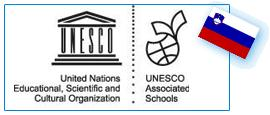 UNESCO
United Nations
Educational, Scientific and
Cultural Organization
UNESCO
Associated
Schools